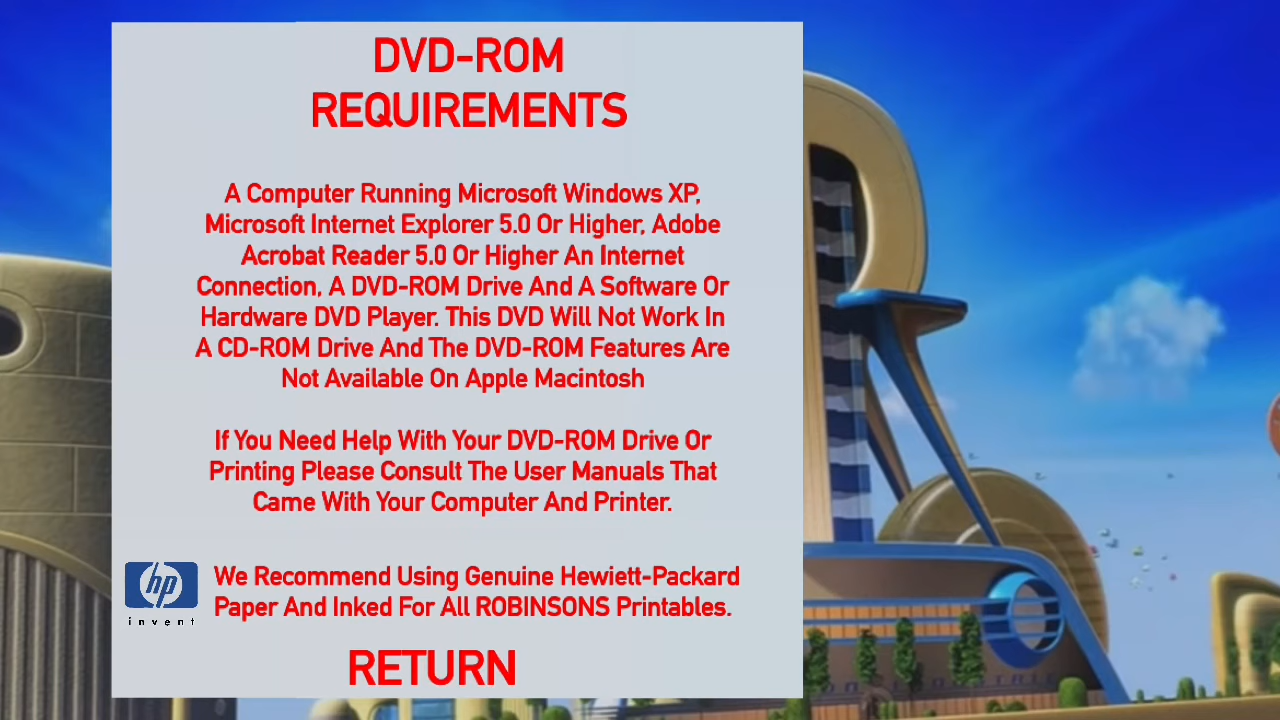 DVD-ROM
REQUIREMENTS
A Computer Running Microsoft Windows XP,
Microsoft Internet Explorer 5.0 Or Higher, Adobe
Acrobat Reader 5.0 Or Higher An Internet
Connection, A DVD-ROM Drive And A Software Or
Hardware DVD Player. This DVD Will Not Work In
A CD-ROM Drive And The DVD-ROM Features Are
Not Available On Apple Macintosh
If You Need Help With Your DVD-ROM Drive Or
Printing Please Consult The User Manuals That
Came With Your Computer And Printer.
hp
invent
We Recommend Using Genuine Hewiett-Packard
Paper And Inked For All ROBINSONS Printables.
RETURN